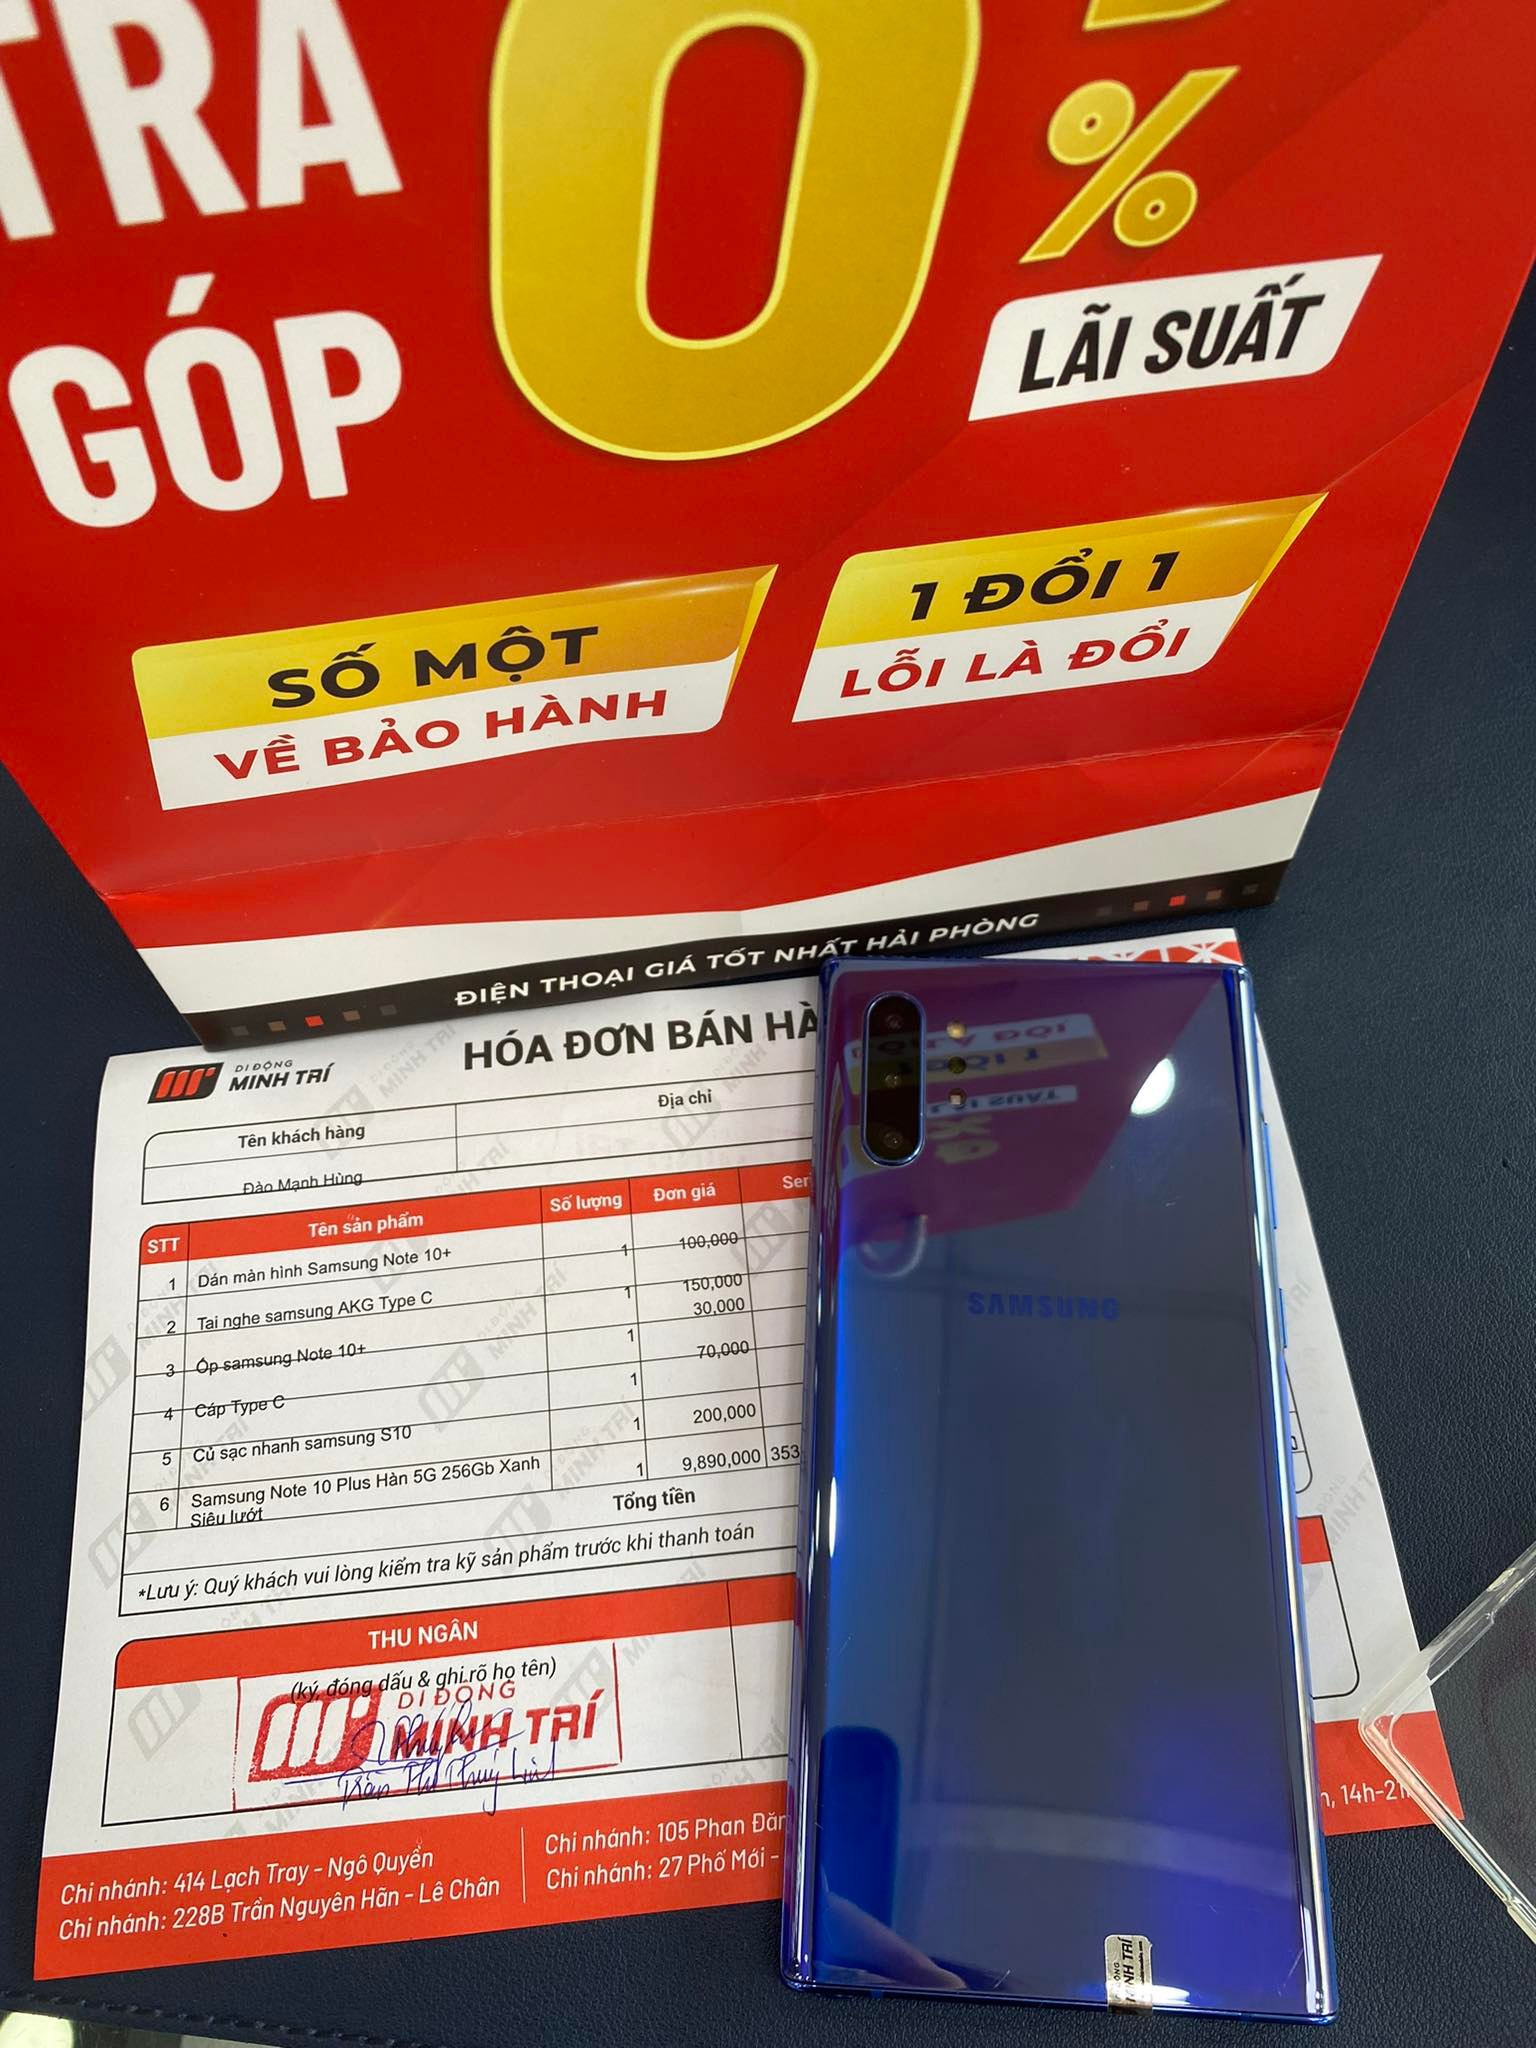 TRẢ
GÓP
0%
LÃI SUẤT
SỐ MỘT
VỀ BẢO HÀNH
1 ĐỔI 1
LỖI LÀ ĐỔI
ĐIỆN THOẠI GIÁ TỐT NHẤT HẢI PHÒNG
DI ĐỘNG
MINH TRÍ
HÓA ĐƠN BÁN HÀ
Tên khách hàng
Địa chỉ
Đào Mạnh Hùng
STT Tên sản phẩm Số lượng Đơn giá Ser
1 Dán màn hình Samsung Note 10+ 1 100,000
2 Tai nghe samsung AKG Type C 1 150,000
3 Ốp samsung Note 10+ 1 30,000
4 Cáp Type C 1 70,000
5 Củ sạc nhanh samsung S10 1 200,000
6 Samsung Note 10 Plus Hàn 5G 256Gb Xanh 1 9,890,000 353
Siêu lướt
Tổng tiền
*Lưu ý: Quý khách vui lòng kiểm tra kỹ sản phẩm trước khi thanh toán
THU NGÂN
(ký, đóng dấu & ghi rõ họ tên)
DI ĐỘNG
MINH TRÍ
Chi nhánh: 414 Lạch Tray - Ngô Quyền
Chi nhánh: 228B Trần Nguyên Hãn - Lê Chân
Chi nhánh: 105 Phan Đăn
Chi nhánh: 27 Phố Mới -
14h-21h
SAMSUNG
MINH TRÍ